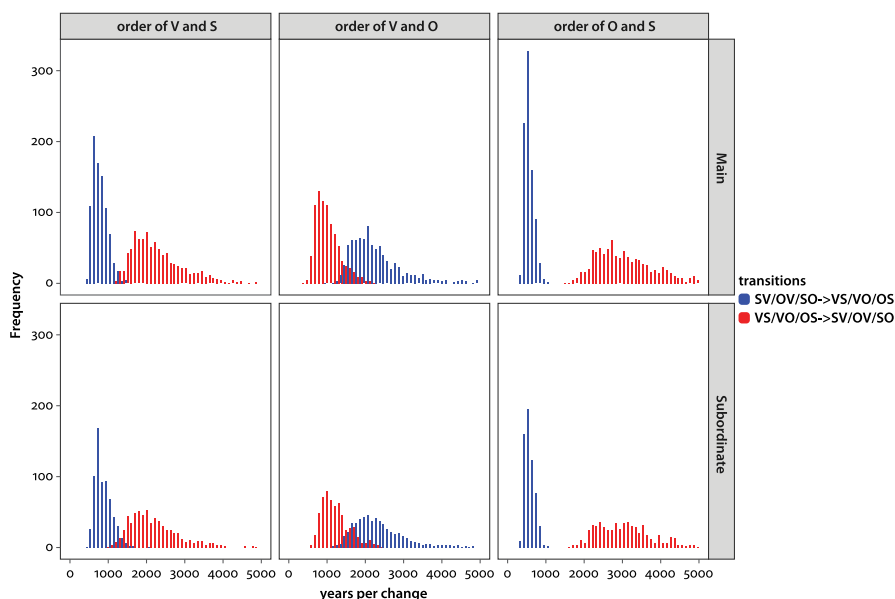 order of V and S
order of V and O
order of O and S
300
200
100
0
Main
Frequency
300
200
100
0
Subordinate
0 1000 2000 3000 4000 5000
0 1000 2000 3000 4000 5000
0 1000 2000 3000 4000 5000
years per change
transitions
SV/OV/SO->VS/VO/OS
VS/VO/OS->SV/OV/SO